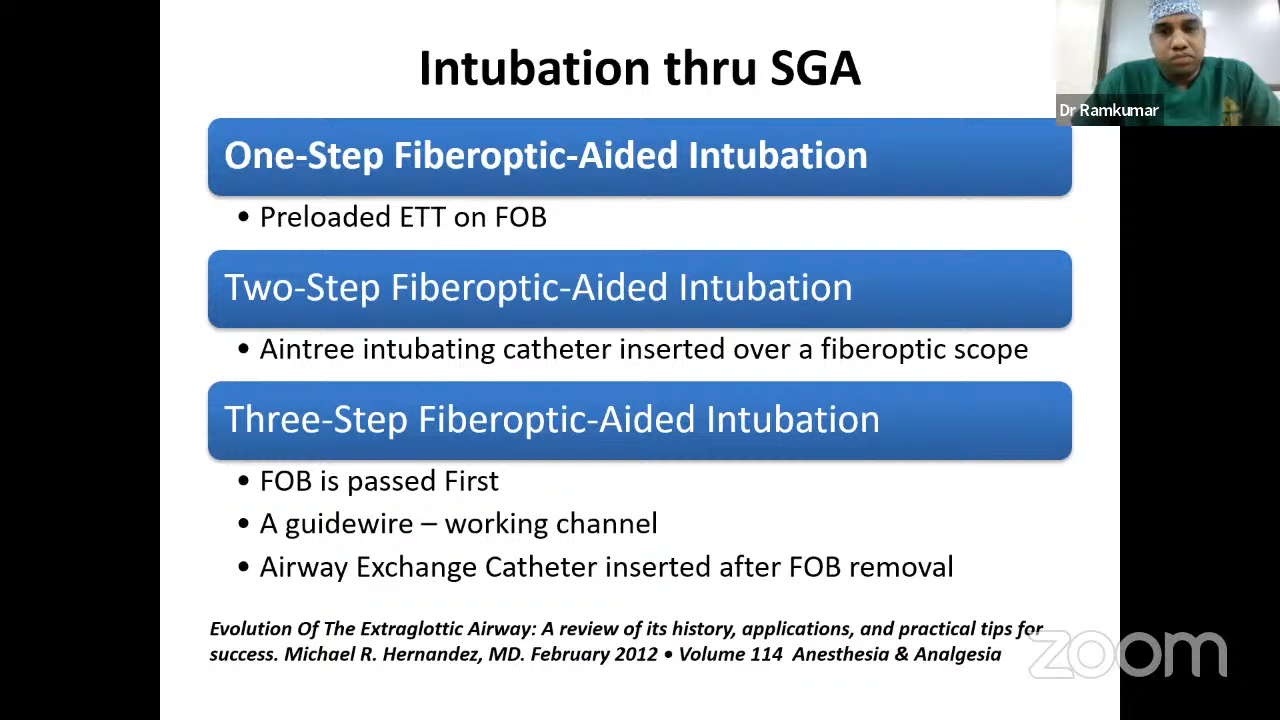 Intubation thru SGA
Dr Ramkumar
One-Step Fiberoptic-Aided Intubation
• Preloaded ETT on FOB
Two-Step Fiberoptic-Aided Intubation
• Aintree intubating catheter inserted over a fiberoptic scope
Three-Step Fiberoptic-Aided Intubation
• FOB is passed First
• A guidewire – working channel
• Airway Exchange Catheter inserted after FOB removal
Evolution Of The Extraglottic Airway: A review of its history, applications, and practical tips for
success. Michael R. Hernandez, MD. February 2012 • Volume 114 Anesthesia & Analgesia
zoom